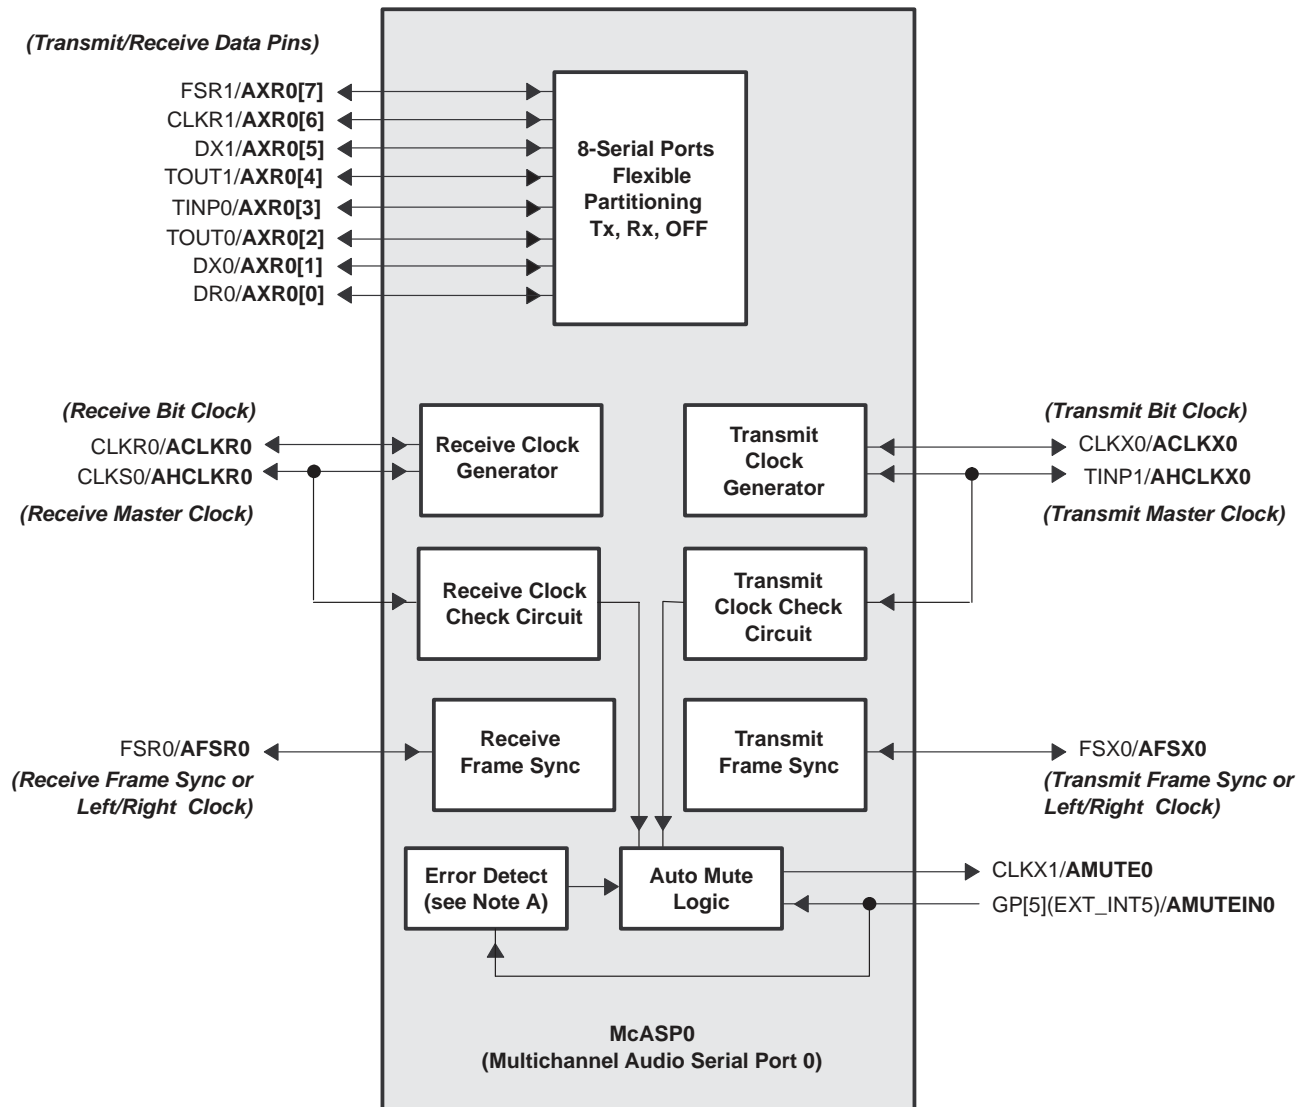 (Transmit/Receive Data Pins)
FSR1/AXR0[7]
CLKR1/AXR0[6]
DX1/AXR0[5]
TOUT1/AXR0[4]
TINP0/AXR0[3]
TOUT0/AXR0[2]
DX0/AXR0[1]
DR0/AXR0[0]
8-Serial Ports
Flexible
Partitioning
Tx, Rx, OFF
(Receive Bit Clock)
CLKR0/ACLKR0
CLKS0/AHCLKR0
(Receive Master Clock)
Receive Clock
Generator
Transmit
Clock
Generator
(Transmit Bit Clock)
CLKX0/ACLKX0
TINP1/AHCLKX0
(Transmit Master Clock)
Receive Clock
Check Circuit
Transmit
Clock Check
Circuit
FSR0/AFSR0
(Receive Frame Sync or
Left/Right Clock)
Receive
Frame Sync
Transmit
Frame Sync
FSX0/AFSX0
(Transmit Frame Sync or
Left/Right Clock)
Error Detect
(see Note A)
Auto Mute
Logic
CLKX1/AMUTE0
GP[5](EXT_INT5)/AMUTEIN0
McASP0
(Multichannel Audio Serial Port 0)